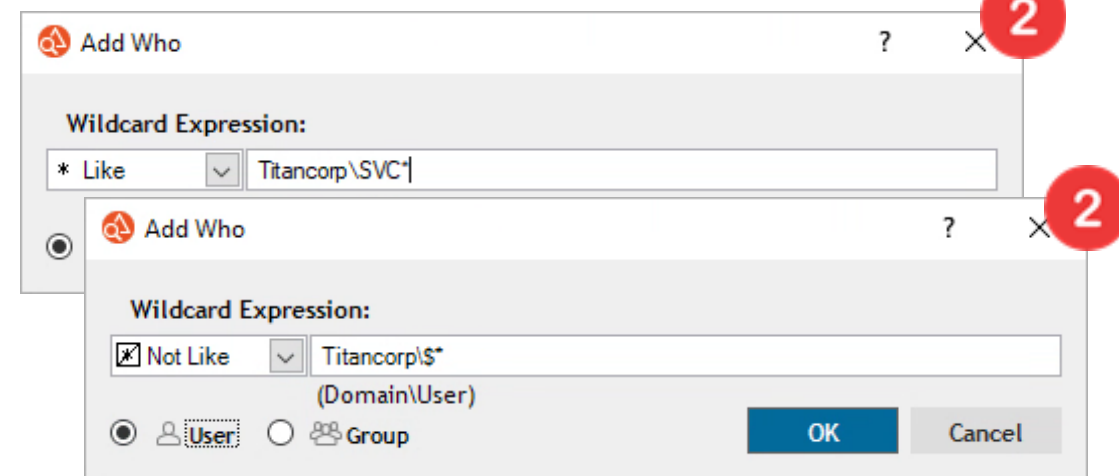 Add Who ? 2
Wildcard Expression:
* Like Titancorp\SVC*
Add Who ? 2
Wildcard Expression:
Not Like Titancorp\$*
(Domain\User)
User Group OK Cancel